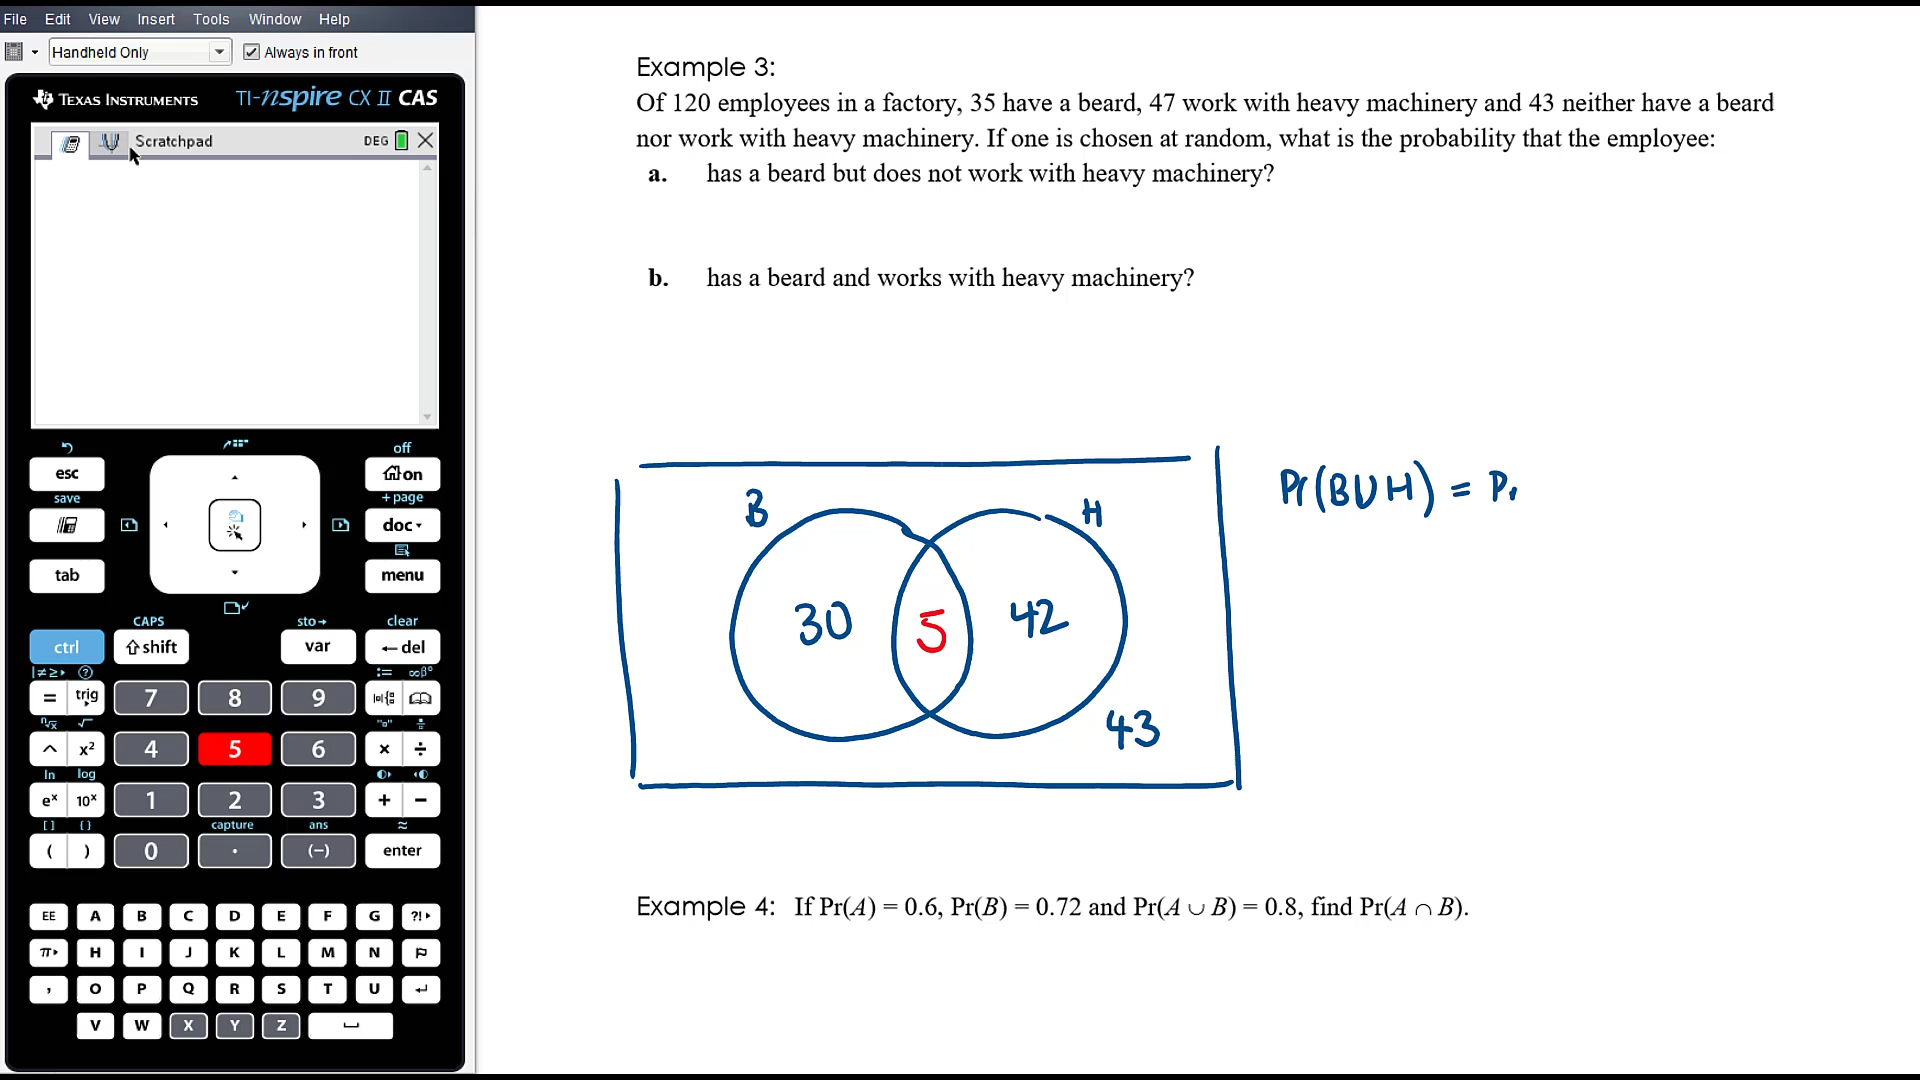 File Edit View Insert Tools Window Help
Handheld Only Always in front
TEXAS INSTRUMENTS TI-nspire CX II CAS
Scratchpad DEG
off
esc on
save + page
doc
tab menu
CAPS sto→ clear
ctrl shift var ←del
|≠≥▸ ? := ∞β°
= trig 7 8 9
ⁿ√x √ "▫" ÷
^ x² 4 5 6 × ÷
ln log
eˣ 10ˣ 1 2 3 + −
[ ] { } capture ans ≈
( ) 0 . (−) enter
EE A B C D E F G ?!▸
π▸ H I J K L M N
, O P Q R S T U ↵
V W X Y Z
Example 3:
Of 120 employees in a factory, 35 have a beard, 47 work with heavy machinery and 43 neither have a beard
nor work with heavy machinery. If one is chosen at random, what is the probability that the employee:
a. has a beard but does not work with heavy machinery?
b. has a beard and works with heavy machinery?
B H Pr(B∪H) = Pr
30 5 42
43
Example 4: If Pr(A) = 0.6, Pr(B) = 0.72 and Pr(A ∪ B) = 0.8, find Pr(A ∩ B).